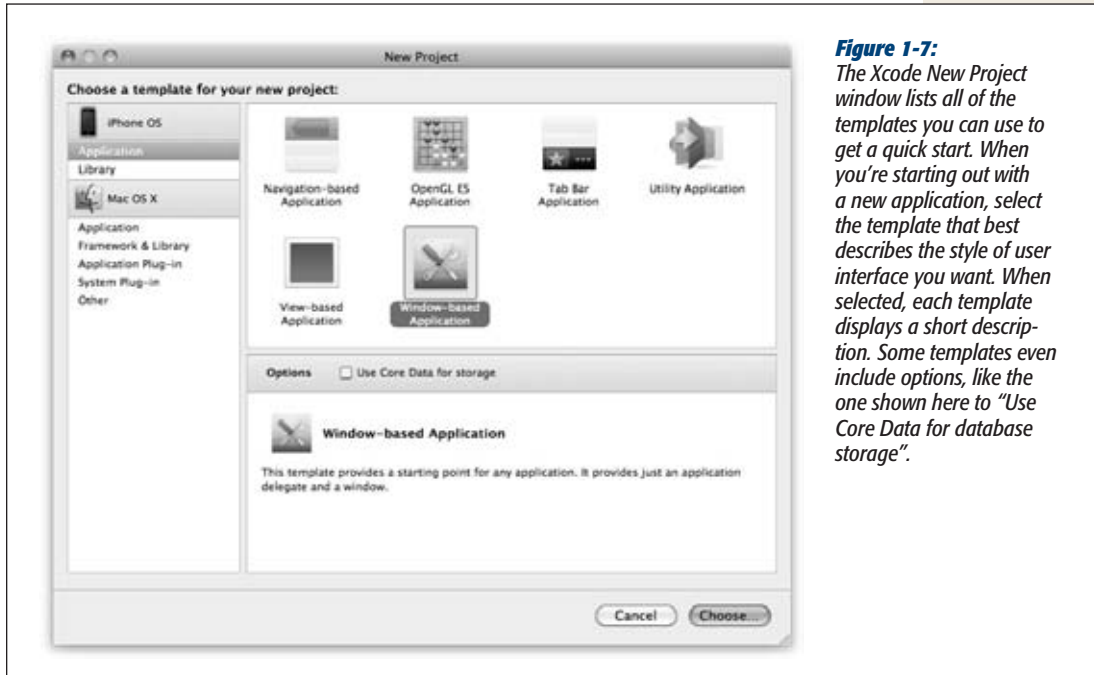 New Project
Choose a template for your new project:
iPhone OS
Application
Library
Mac OS X
Application
Framework & Library
Application Plug-in
System Plug-in
Other
Navigation-based
Application
OpenGL ES
Application
Tab Bar
Application
Utility Application
View-based
Application
Window-based
Application
Options
Use Core Data for storage
Window-based Application
This template provides a starting point for any application. It provides just an application
delegate and a window.
Cancel
Choose...
Figure 1-7:
The Xcode New Project
window lists all of the
templates you can use to
get a quick start. When
you're starting out with
a new application, select
the template that best
describes the style of user
interface you want. When
selected, each template
displays a short descrip-
tion. Some templates even
include options, like the
one shown here to “Use
Core Data for database
storage”.